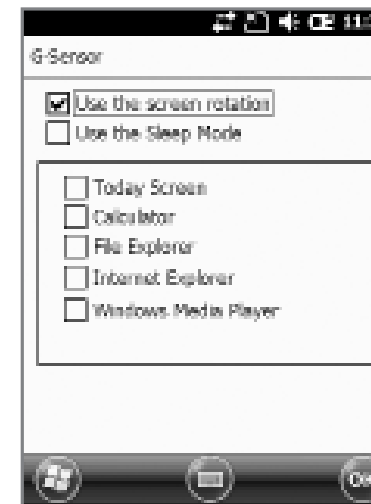 11:
G-Sensor
Use the screen rotation
Use the Sleep Mode
Today Screen
Calculator
File Explorer
Internet Explorer
Windows Media Player